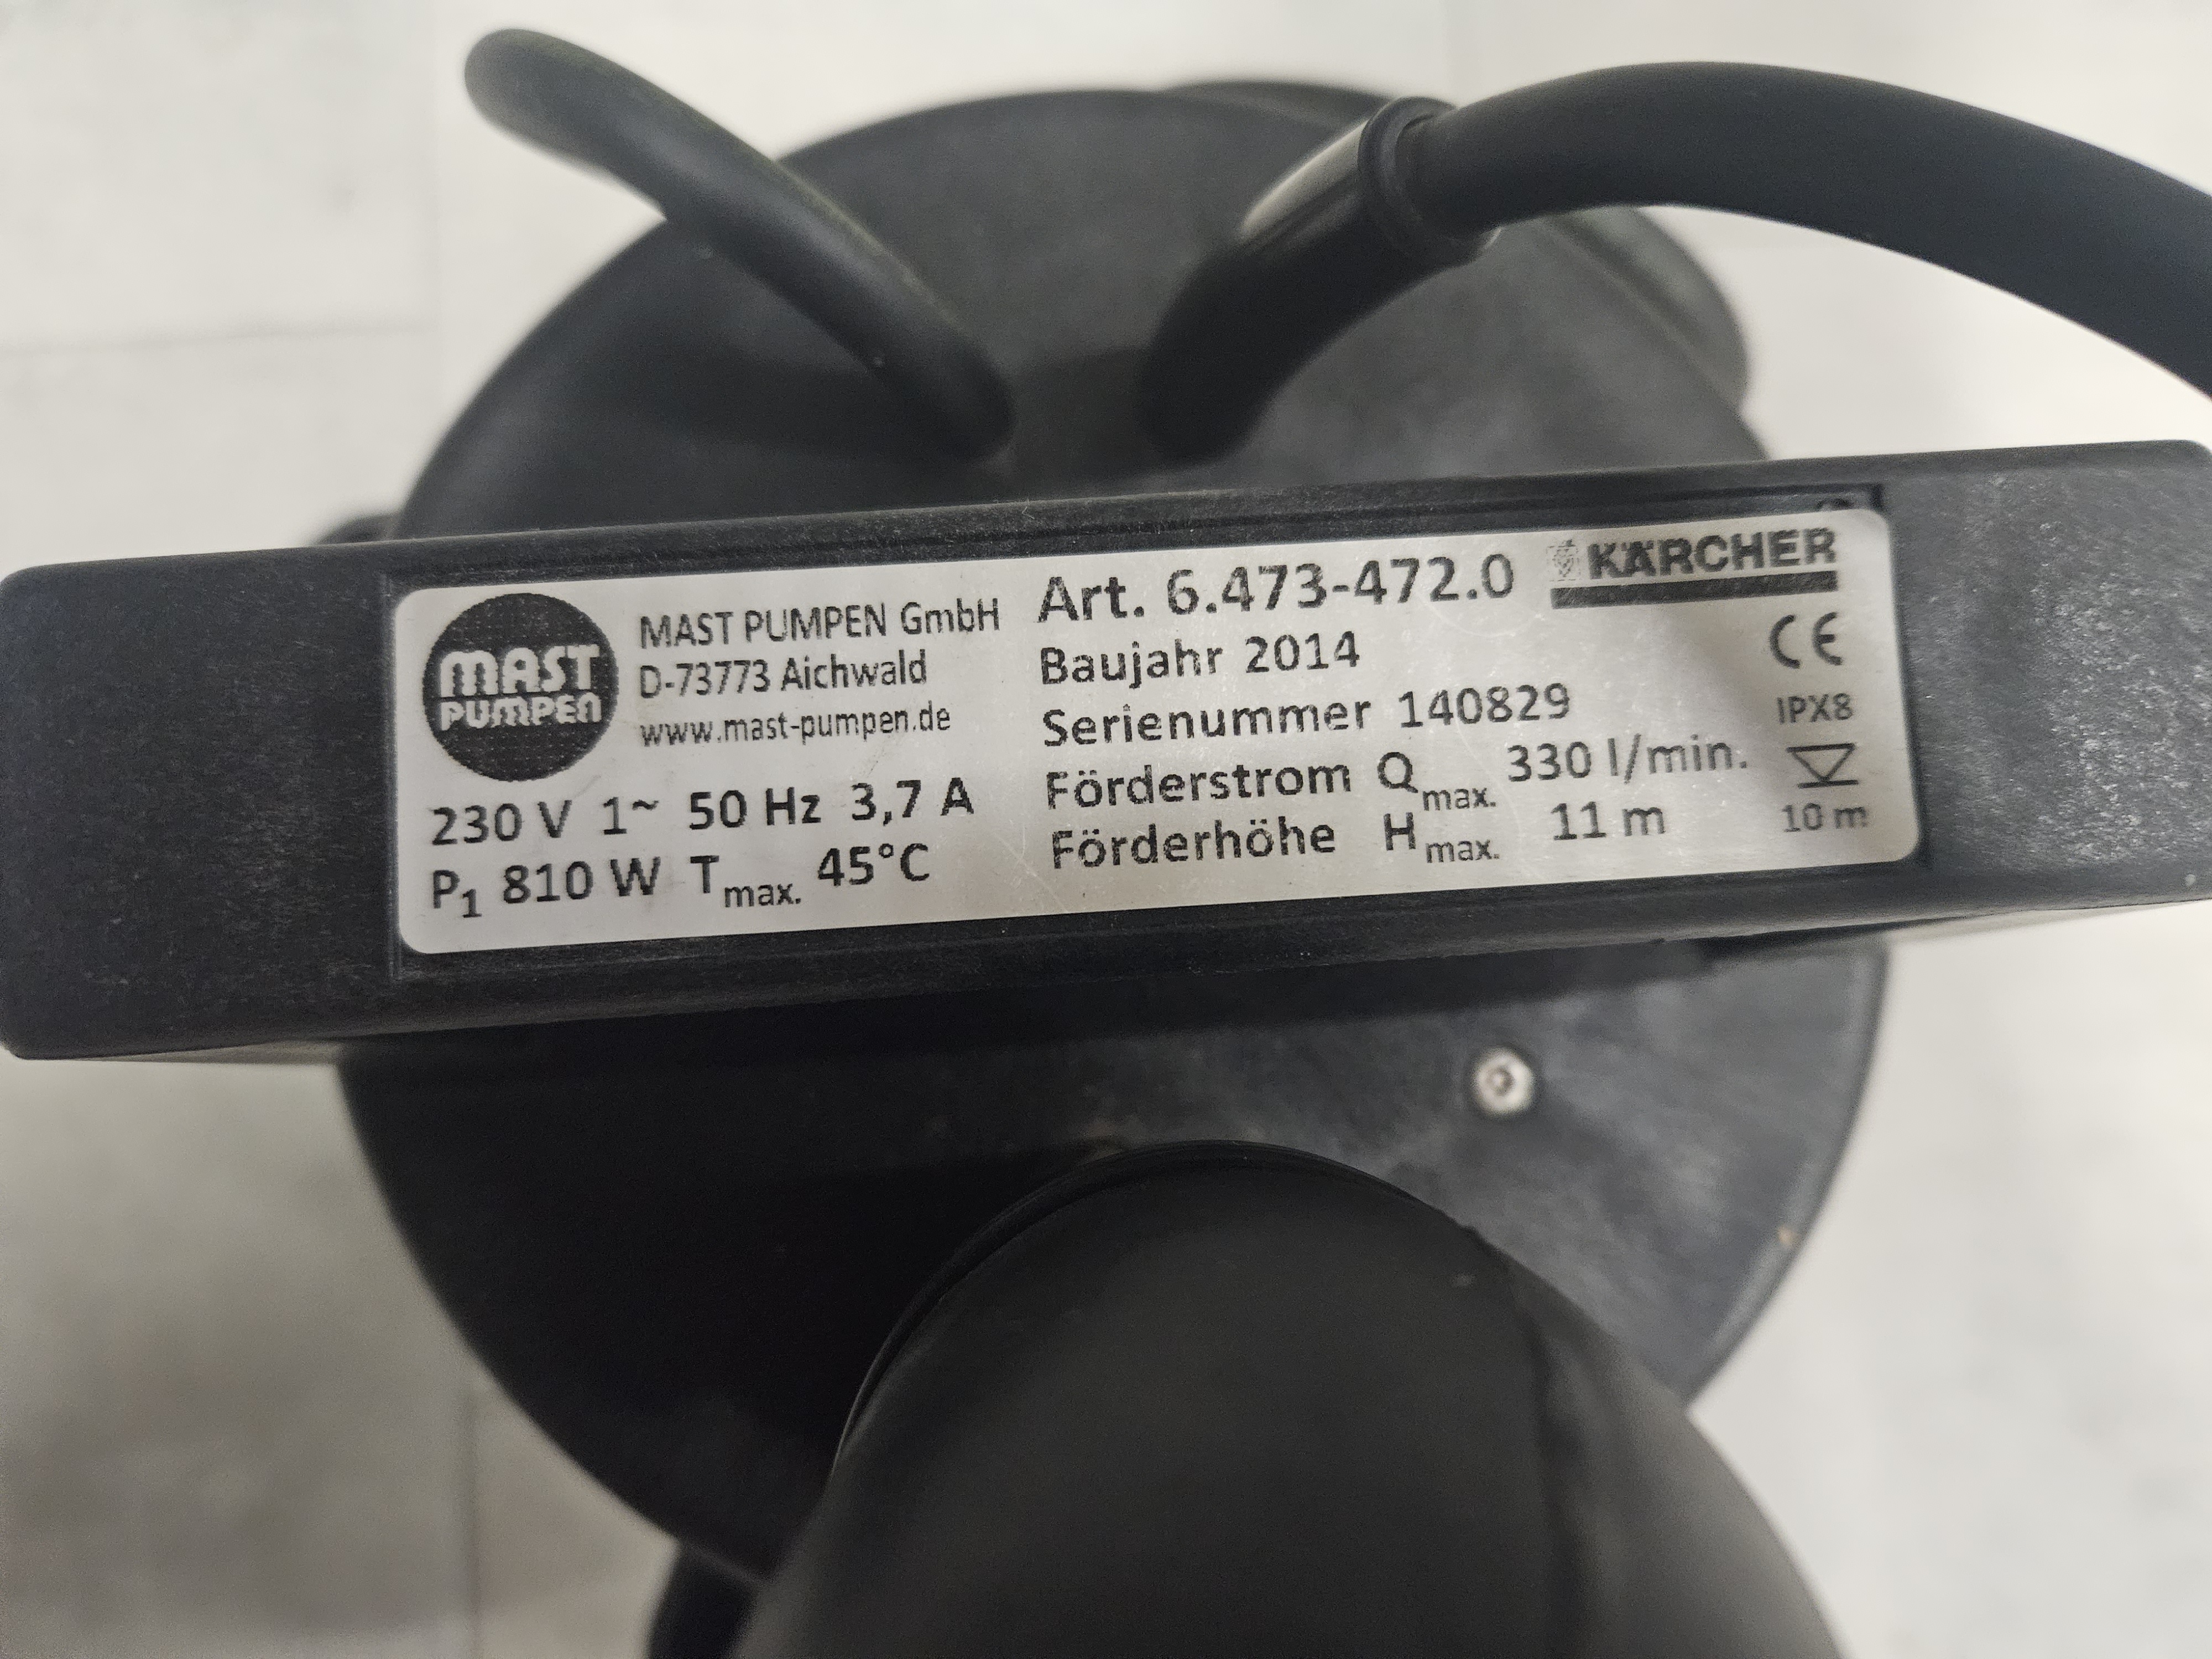 MAST
PUMPEN
MAST PUMPEN GmbH
D-73773 Aichwald
www.mast-pumpen.de
230 V 1~ 50 Hz 3,7 A
P₁ 810 W Tmax. 45°C
Art. 6.473-472.0
Baujahr 2014
Serienummer 140829
Förderstrom Qmax. 330 l/min.
Förderhöhe Hmax. 11 m
KÄRCHER
CE
IPX8
10 m